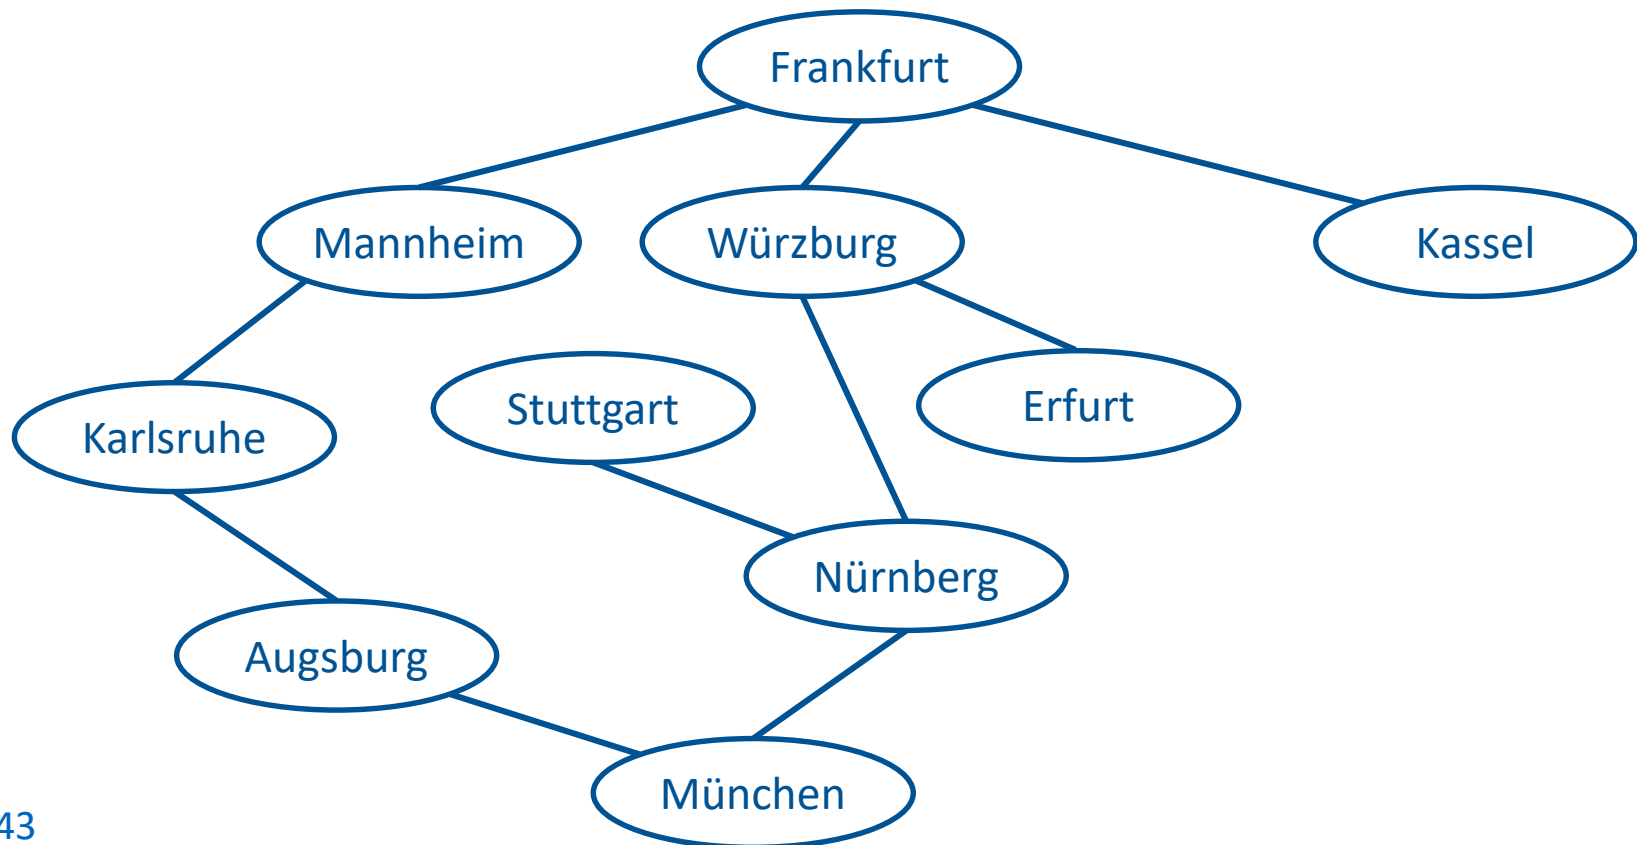 Frankfurt
Mannheim
Würzburg
Kassel
Karlsruhe
Stuttgart
Erfurt
Nürnberg
Augsburg
München
43